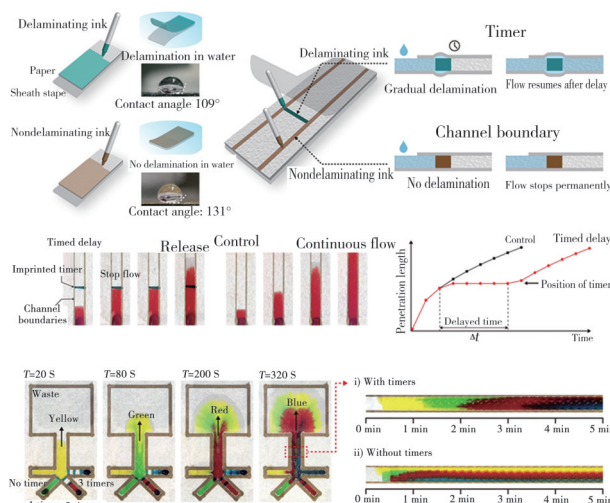 Delaminating ink
Paper
Sheath stape
Delamination in water
Contact angle 109°
Nondelaminating ink
No delamination in water
Contact angle: 131°
Delaminating ink
Nondelaminating ink
Timer
Gradual delamination
Flow resumes after delay
Channel boundary
No delamination
Flow stops permanently
Timed delay
Release
Control
Continuous flow
Imprinted timer
Stop flow
Channel
boundaries
Penetration length
Control
Timed delay
Position of timer
Delayed time
Δt
Time
T=20 S
T=80 S
T=200 S
T=320 S
Waste
Yellow
Green
Red
Blue
No timer
3 timers
i) With timers
0 min
1 min
2 min
3 min
4 min
5 min
ii) Without timers
0 min
1 min
2 min
3 min
4 min
5 min